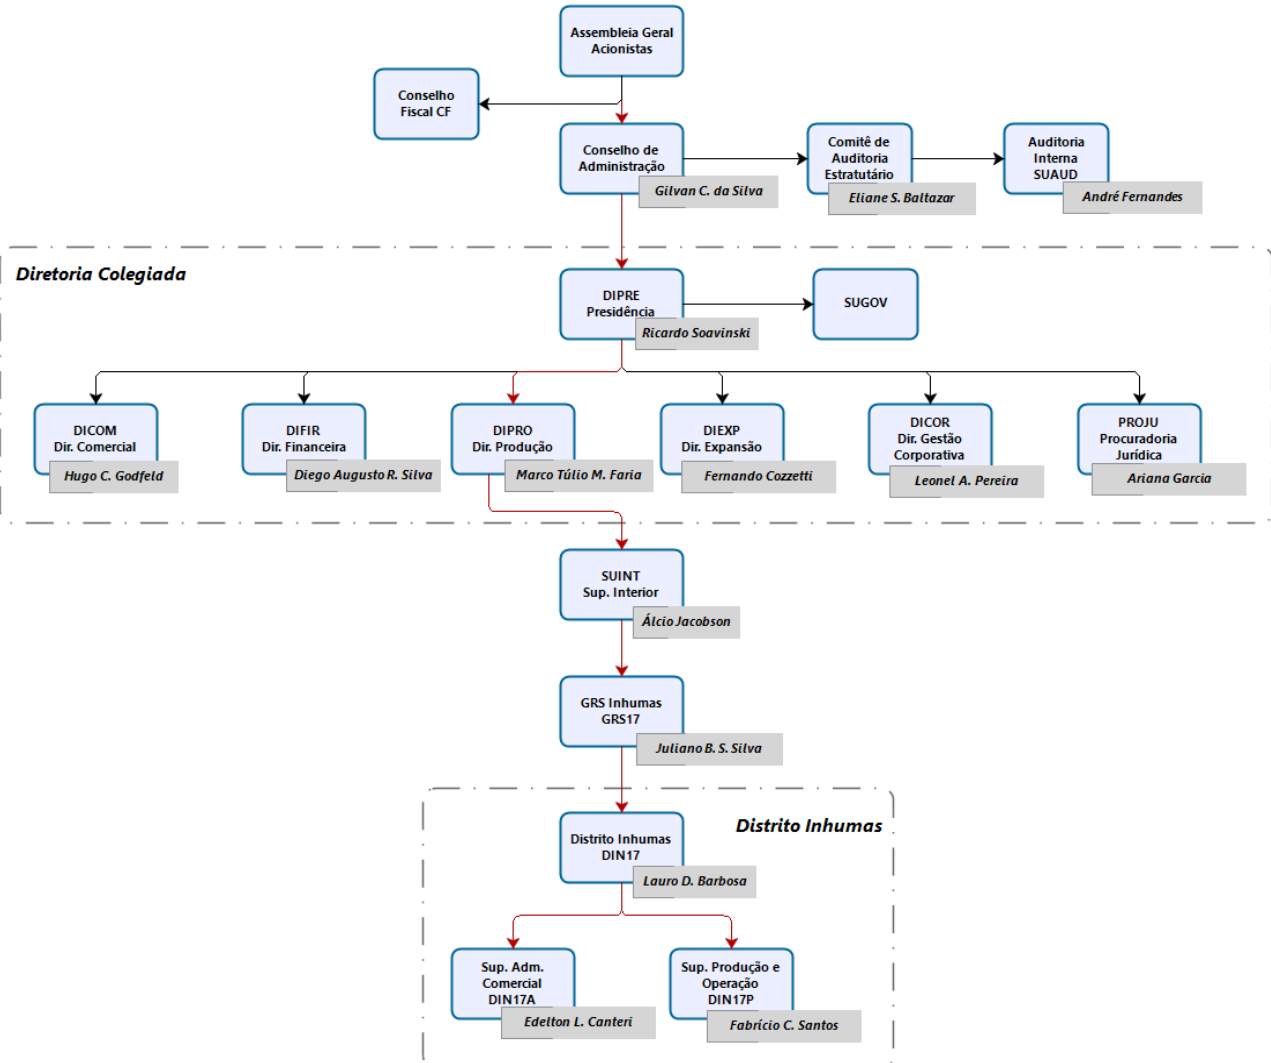 Assembleia Geral
Acionistas
Conselho
Fiscal CF
Conselho de
Administração
Gilvan C. da Silva
Comitê de
Auditoria
Estratutário
Eliane S. Baltazar
Auditoria
Interna
SUAUD
André Fernandes
Diretoria Colegiada
DIPRE
Presidência
Ricardo Soavinski
SUGOV
DICOM
Dir. Comercial
Hugo C. Godfeld
DIFIR
Dir. Financeira
Diego Augusto R. Silva
DIPRO
Dir. Produção
Marco Túlio M. Faria
DIEXP
Dir. Expansão
Fernando Cozzetti
DICOR
Dir. Gestão
Corporativa
Leonel A. Pereira
PROJU
Procuradoria
Jurídica
Ariana Garcia
SUINT
Sup. Interior
Álcio Jacobson
GRS Inhumas
GRS17
Juliano B. S. Silva
Distrito Inhumas
Distrito Inhumas
DIN17
Lauro D. Barbosa
Sup. Adm.
Comercial
DIN17A
Edelton L. Canteri
Sup. Produção e
Operação
DIN17P
Fabrício C. Santos